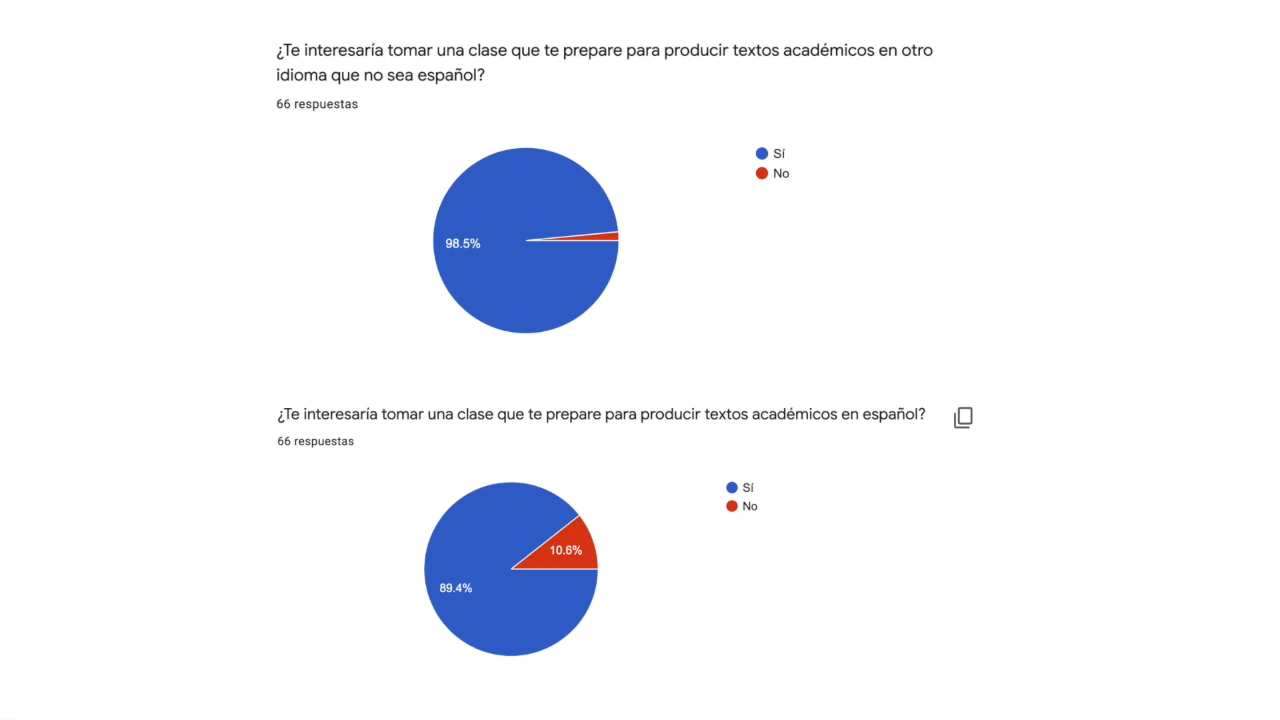 ¿Te interesaría tomar una clase que te prepare para producir textos académicos en otro
idioma que no sea español?
66 respuestas
Sí
No
98.5%
¿Te interesaría tomar una clase que te prepare para producir textos académicos en español?
66 respuestas
Sí
No
10.6%
89.4%